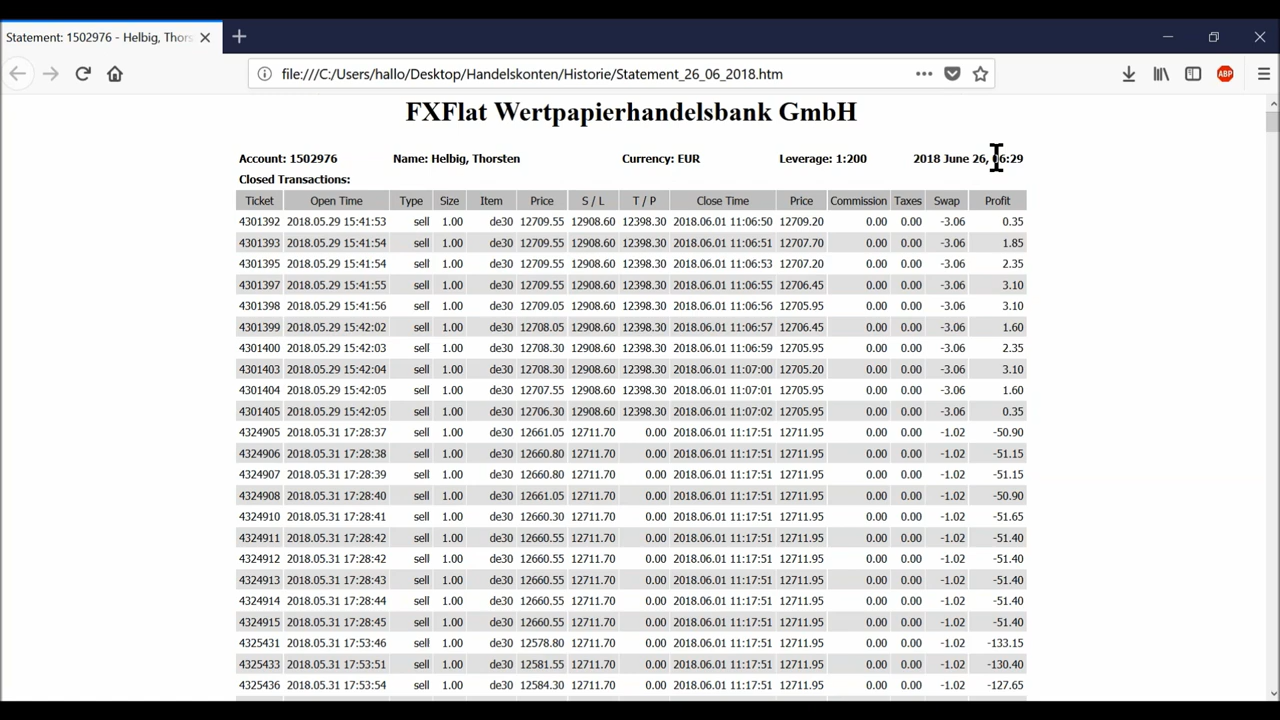 Statement: 1502976 - Helbig, Thors
file:///C:/Users/hallo/Desktop/Handelskonten/Historie/Statement_26_06_2018.htm
ABP
FXFlat Wertpapierhandelsbank GmbH
Account: 1502976 Name: Helbig, Thorsten Currency: EUR Leverage: 1:200 2018 June 26, 06:29
Closed Transactions:
Ticket Open Time Type Size Item Price S / L T / P Close Time Price Commission Taxes Swap Profit
4301392 2018.05.29 15:41:53 sell 1.00 de30 12709.55 12908.60 12398.30 2018.06.01 11:06:50 12709.20 0.00 0.00 -3.06 0.35
4301393 2018.05.29 15:41:54 sell 1.00 de30 12709.55 12908.60 12398.30 2018.06.01 11:06:51 12707.70 0.00 0.00 -3.06 1.85
4301395 2018.05.29 15:41:54 sell 1.00 de30 12709.55 12908.60 12398.30 2018.06.01 11:06:53 12707.20 0.00 0.00 -3.06 2.35
4301397 2018.05.29 15:41:55 sell 1.00 de30 12709.55 12908.60 12398.30 2018.06.01 11:06:55 12706.45 0.00 0.00 -3.06 3.10
4301398 2018.05.29 15:41:56 sell 1.00 de30 12709.05 12908.60 12398.30 2018.06.01 11:06:56 12705.95 0.00 0.00 -3.06 3.10
4301399 2018.05.29 15:42:02 sell 1.00 de30 12708.05 12908.60 12398.30 2018.06.01 11:06:57 12706.45 0.00 0.00 -3.06 1.60
4301400 2018.05.29 15:42:03 sell 1.00 de30 12708.30 12908.60 12398.30 2018.06.01 11:06:59 12705.95 0.00 0.00 -3.06 2.35
4301403 2018.05.29 15:42:04 sell 1.00 de30 12708.30 12908.60 12398.30 2018.06.01 11:07:00 12705.20 0.00 0.00 -3.06 3.10
4301404 2018.05.29 15:42:05 sell 1.00 de30 12707.55 12908.60 12398.30 2018.06.01 11:07:01 12705.95 0.00 0.00 -3.06 1.60
4301405 2018.05.29 15:42:05 sell 1.00 de30 12706.30 12908.60 12398.30 2018.06.01 11:07:02 12705.95 0.00 0.00 -3.06 0.35
4324905 2018.05.31 17:28:37 sell 1.00 de30 12661.05 12711.70 0.00 2018.06.01 11:17:51 12711.95 0.00 0.00 -1.02 -50.90
4324906 2018.05.31 17:28:38 sell 1.00 de30 12660.80 12711.70 0.00 2018.06.01 11:17:51 12711.95 0.00 0.00 -1.02 -51.15
4324907 2018.05.31 17:28:39 sell 1.00 de30 12660.80 12711.70 0.00 2018.06.01 11:17:51 12711.95 0.00 0.00 -1.02 -51.15
4324908 2018.05.31 17:28:40 sell 1.00 de30 12661.05 12711.70 0.00 2018.06.01 11:17:51 12711.95 0.00 0.00 -1.02 -50.90
4324910 2018.05.31 17:28:41 sell 1.00 de30 12660.30 12711.70 0.00 2018.06.01 11:17:51 12711.95 0.00 0.00 -1.02 -51.65
4324911 2018.05.31 17:28:42 sell 1.00 de30 12660.55 12711.70 0.00 2018.06.01 11:17:51 12711.95 0.00 0.00 -1.02 -51.40
4324912 2018.05.31 17:28:42 sell 1.00 de30 12660.55 12711.70 0.00 2018.06.01 11:17:51 12711.95 0.00 0.00 -1.02 -51.40
4324913 2018.05.31 17:28:43 sell 1.00 de30 12660.55 12711.70 0.00 2018.06.01 11:17:51 12711.95 0.00 0.00 -1.02 -51.40
4324914 2018.05.31 17:28:44 sell 1.00 de30 12660.55 12711.70 0.00 2018.06.01 11:17:51 12711.95 0.00 0.00 -1.02 -51.40
4324915 2018.05.31 17:28:45 sell 1.00 de30 12660.55 12711.70 0.00 2018.06.01 11:17:51 12711.95 0.00 0.00 -1.02 -51.40
4325431 2018.05.31 17:53:46 sell 1.00 de30 12578.80 12711.70 0.00 2018.06.01 11:17:51 12711.95 0.00 0.00 -1.02 -133.15
4325433 2018.05.31 17:53:51 sell 1.00 de30 12581.55 12711.70 0.00 2018.06.01 11:17:51 12711.95 0.00 0.00 -1.02 -130.40
4325436 2018.05.31 17:53:54 sell 1.00 de30 12584.30 12711.70 0.00 2018.06.01 11:17:51 12711.95 0.00 0.00 -1.02 -127.65